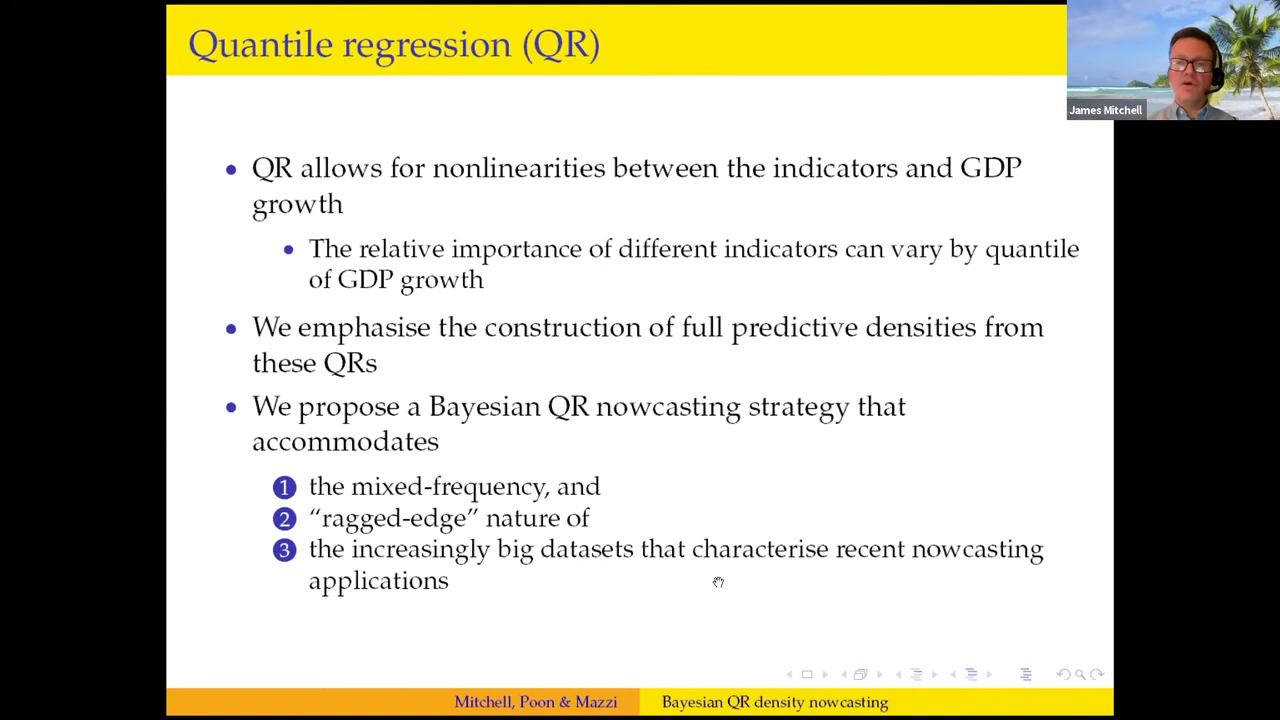 Quantile regression (QR)
James Mitchell
• QR allows for nonlinearities between the indicators and GDP
growth
• The relative importance of different indicators can vary by quantile
of GDP growth
• We emphasise the construction of full predictive densities from
these QRs
• We propose a Bayesian QR nowcasting strategy that
accommodates
1 the mixed-frequency, and
2 “ragged-edge” nature of
3 the increasingly big datasets that characterise recent nowcasting
applications
Mitchell, Poon & Mazzi
Bayesian QR density nowcasting